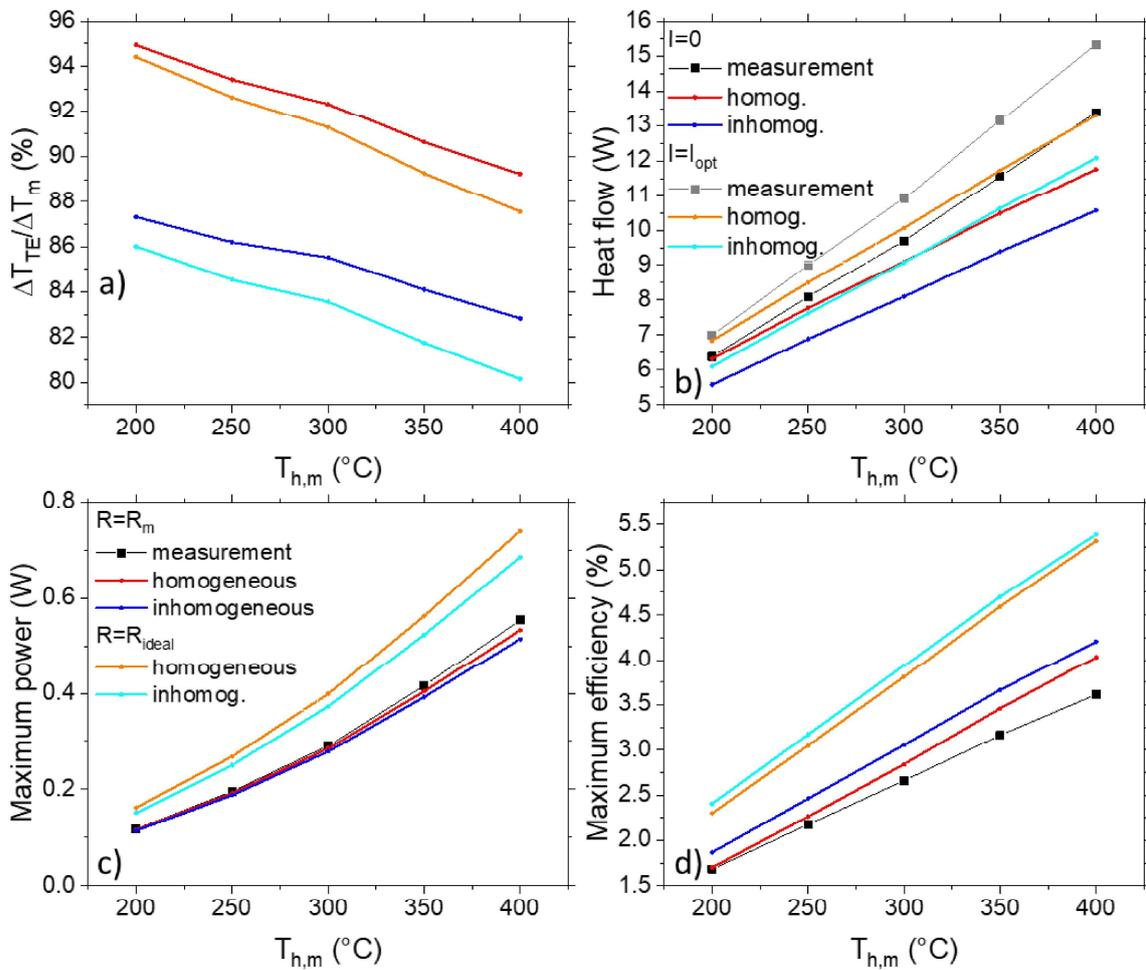 96
94
92
90
88
86
84
82
80
ΔT_TE/ΔT_m (%)
a)
200 250 300 350 400
T_h,m (°C)
16
15
14
13
12
11
10
9
8
7
6
5
Heat flow (W)
I=0
measurement
homog.
inhomog.
I=I_opt
measurement
homog.
inhomog.
b)
200 250 300 350 400
T_h,m (°C)
0.8
0.6
0.4
0.2
0.0
Maximum power (W)
R=R_m
measurement
homogeneous
inhomogeneous
R=R_ideal
homogeneous
inhomog.
c)
200 250 300 350 400
T_h,m (°C)
5.5
5.0
4.5
4.0
3.5
3.0
2.5
2.0
1.5
Maximum efficiency (%)
d)
200 250 300 350 400
T_h,m (°C)